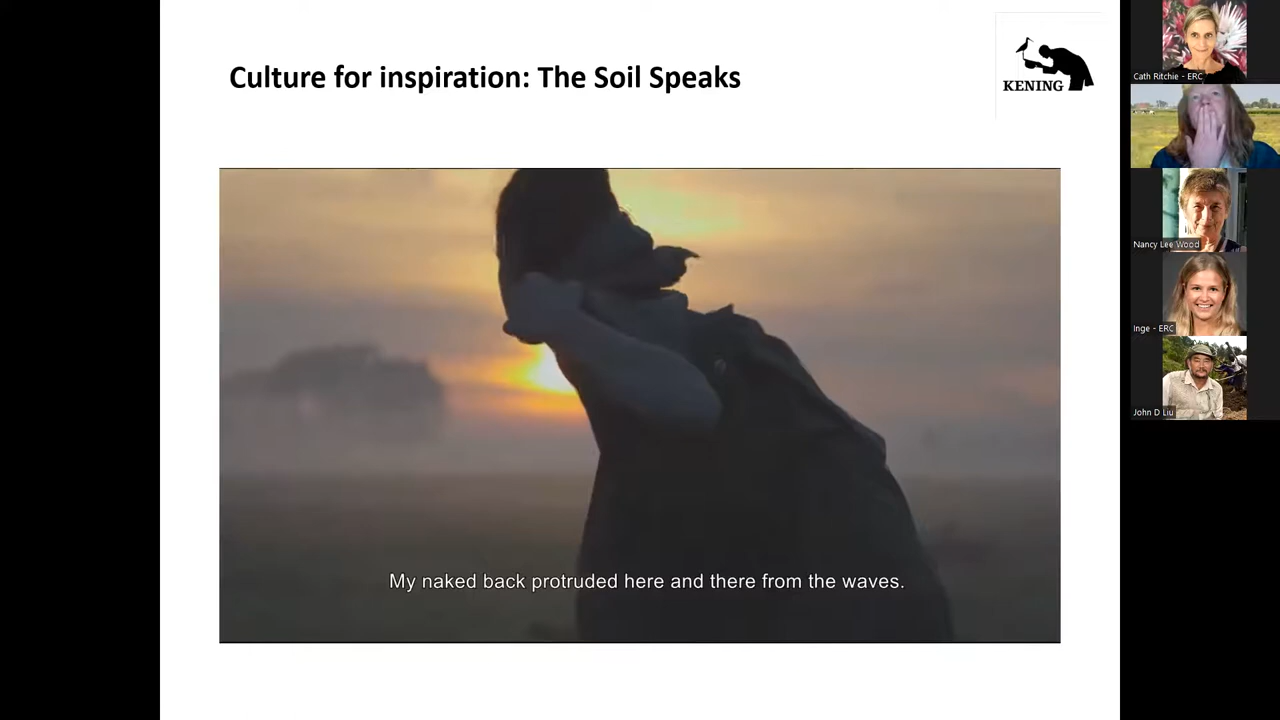 Culture for inspiration: The Soil Speaks
KENING
My naked back protruded here and there from the waves.
Cath Ritchie - ERC
Nancy Lee Wood
Inge - ERC
John D Liu